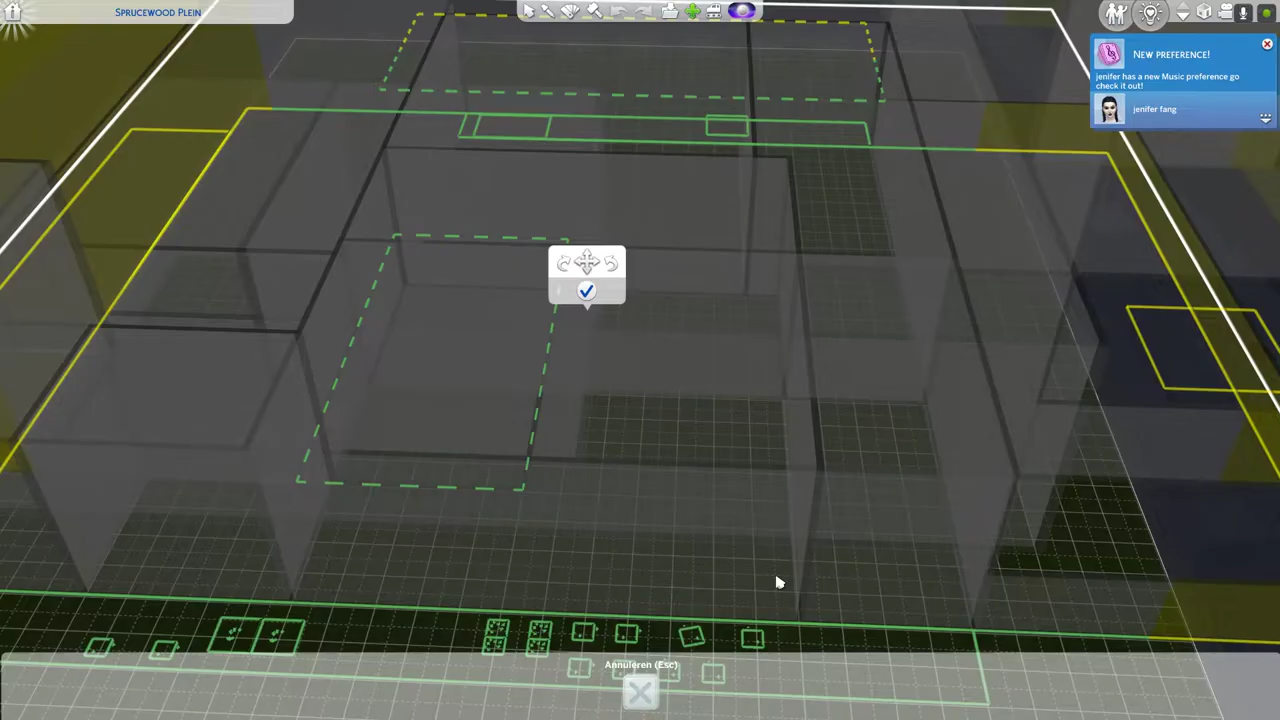 Sprucewood Plein
New preference!
jenifer has a new Music preference go
check it out!
jenifer fang
Annuleren (Esc)